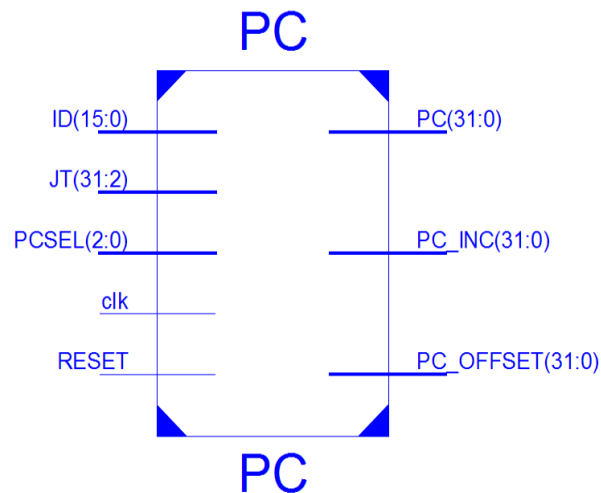 PC
ID(15:0)
PC(31:0)
JT(31:2)
PCSEL(2:0)
PC_INC(31:0)
clk
RESET
PC_OFFSET(31:0)
PC